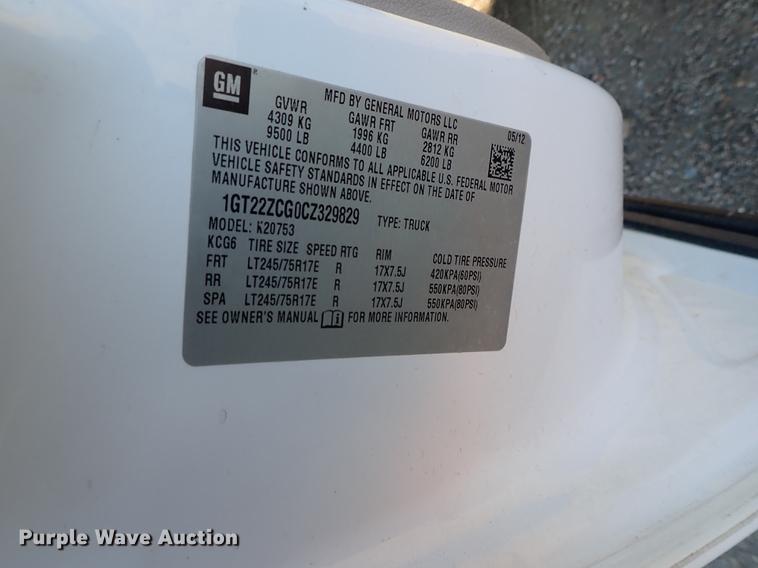 GM®
MFD BY GENERAL MOTORS LLC 05/12
GVWR GAWR FRT GAWR RR
4309 KG 1996 KG 2812 KG
9500 LB 4400 LB 6200 LB
THIS VEHICLE CONFORMS TO ALL APPLICABLE U.S. FEDERAL MOTOR
VEHICLE SAFETY STANDARDS IN EFFECT ON THE DATE OF
MANUFACTURE SHOWN ABOVE.
1GT22ZCG0CZ329829 TYPE: TRUCK
MODEL: K20753
KCG6 TIRE SIZE SPEED RTG RIM COLD TIRE PRESSURE
FRT LT245/75R17E R 17X7.5J 420KPA(60PSI)
RR LT245/75R17E R 17X7.5J 550KPA(80PSI)
SPA LT245/75R17E R 17X7.5J 550KPA(80PSI)
SEE OWNER'S MANUAL FOR MORE INFORMATION.
Purple Wave Auction